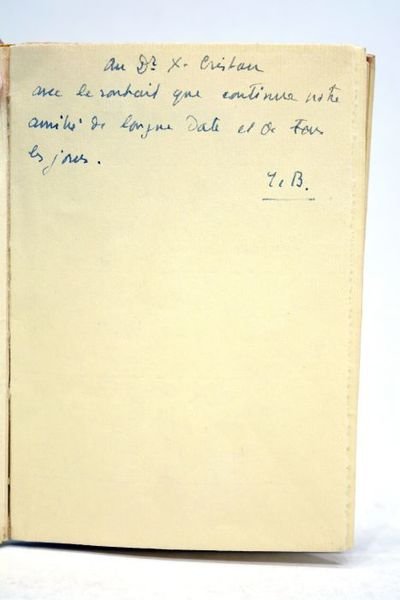 au Dr X. Cristau
avec le souhait que continue notre
amitié de longue Date et de Tous
les jours.
Y. B.